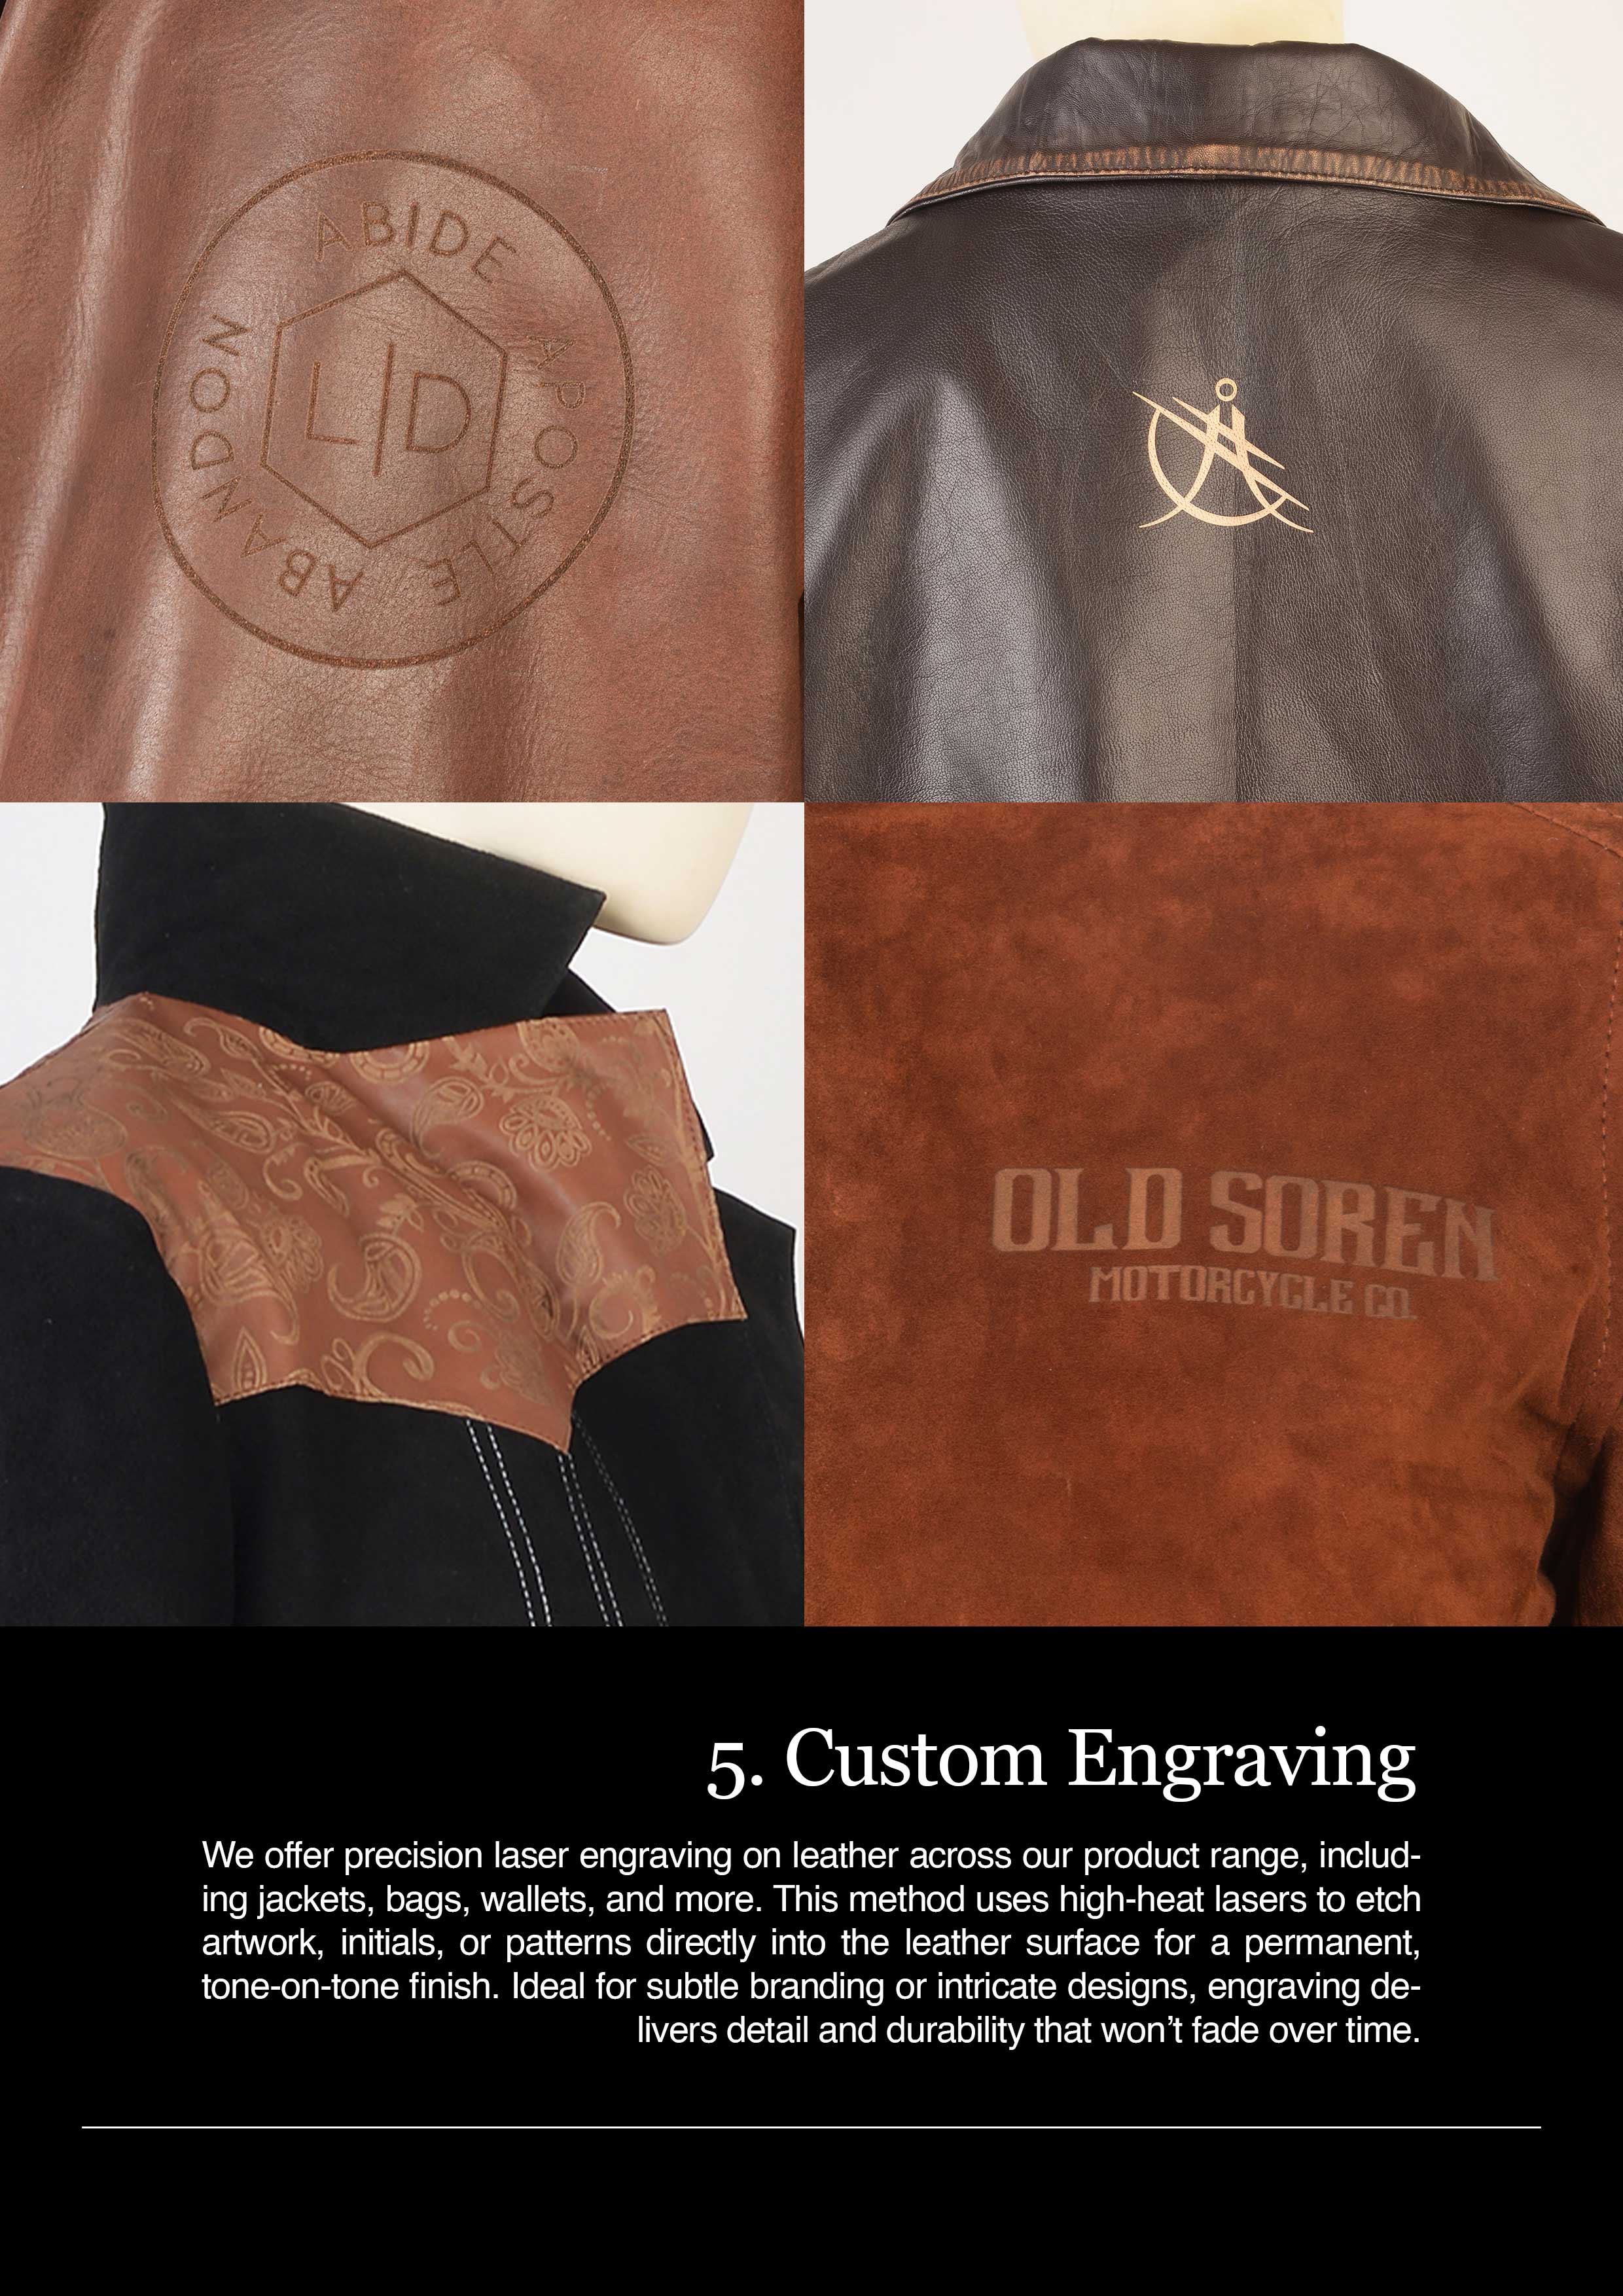 ABIDE APOSTLE ABANDON
L|D
OLD SOREN
MOTORCYCLE CO.
5. Custom Engraving
We offer precision laser engraving on leather across our product range, includ-
ing jackets, bags, wallets, and more. This method uses high-heat lasers to etch
artwork, initials, or patterns directly into the leather surface for a permanent,
tone-on-tone finish. Ideal for subtle branding or intricate designs, engraving de-
livers detail and durability that won’t fade over time.